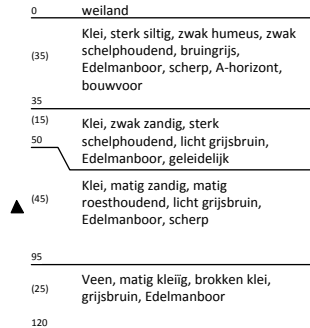 0 weiland
Klei, sterk siltig, zwak humeus, zwak
schelphoudend, bruingrijs,
(35)
Edelmanboor, scherp, A-horizont,
bouwvoor
35
(15)
Klei, zwak zandig, sterk
schelphoudend, licht grijsbruin,
50
Edelmanboor, geleidelijk
Klei, matig zandig, matig
(45)
roesthoudend, licht grijsbruin,
Edelmanboor, scherp
95
Veen, matig kleiïg, brokken klei,
(25)
grijsbruin, Edelmanboor
120